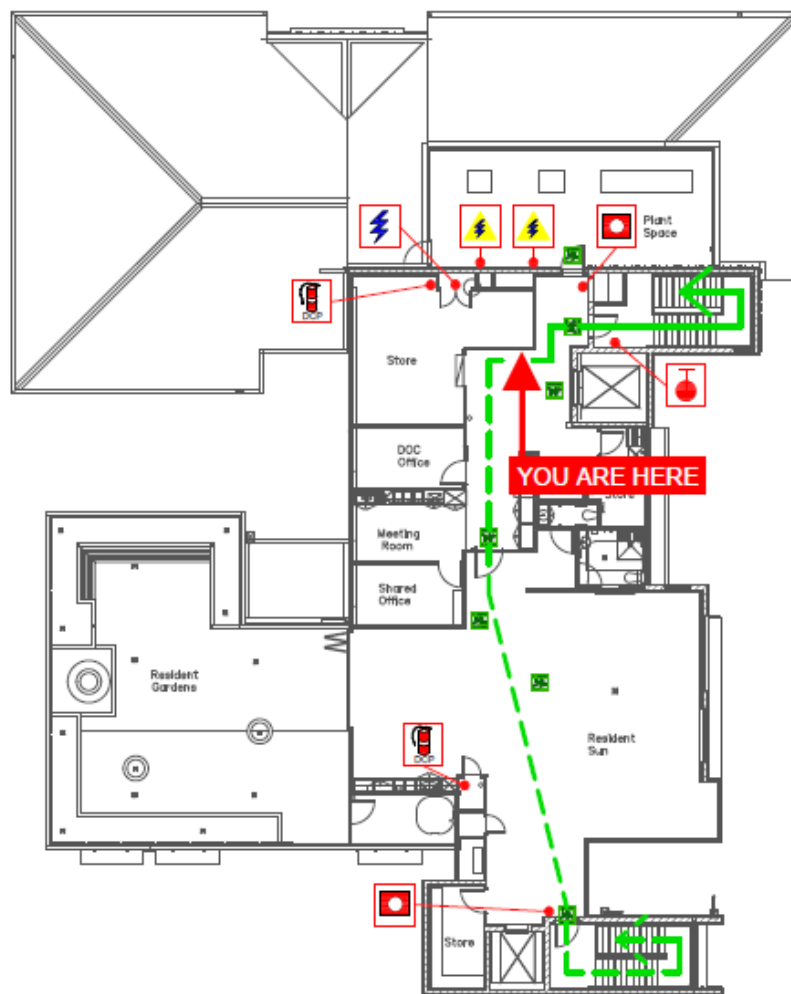 Plant
Space
DCP
Store
DOC
Office
YOU ARE HERE
Store
Meeting
Room
Shared
Office
Resident
Gardens
Resident
Sun
DCP
Store